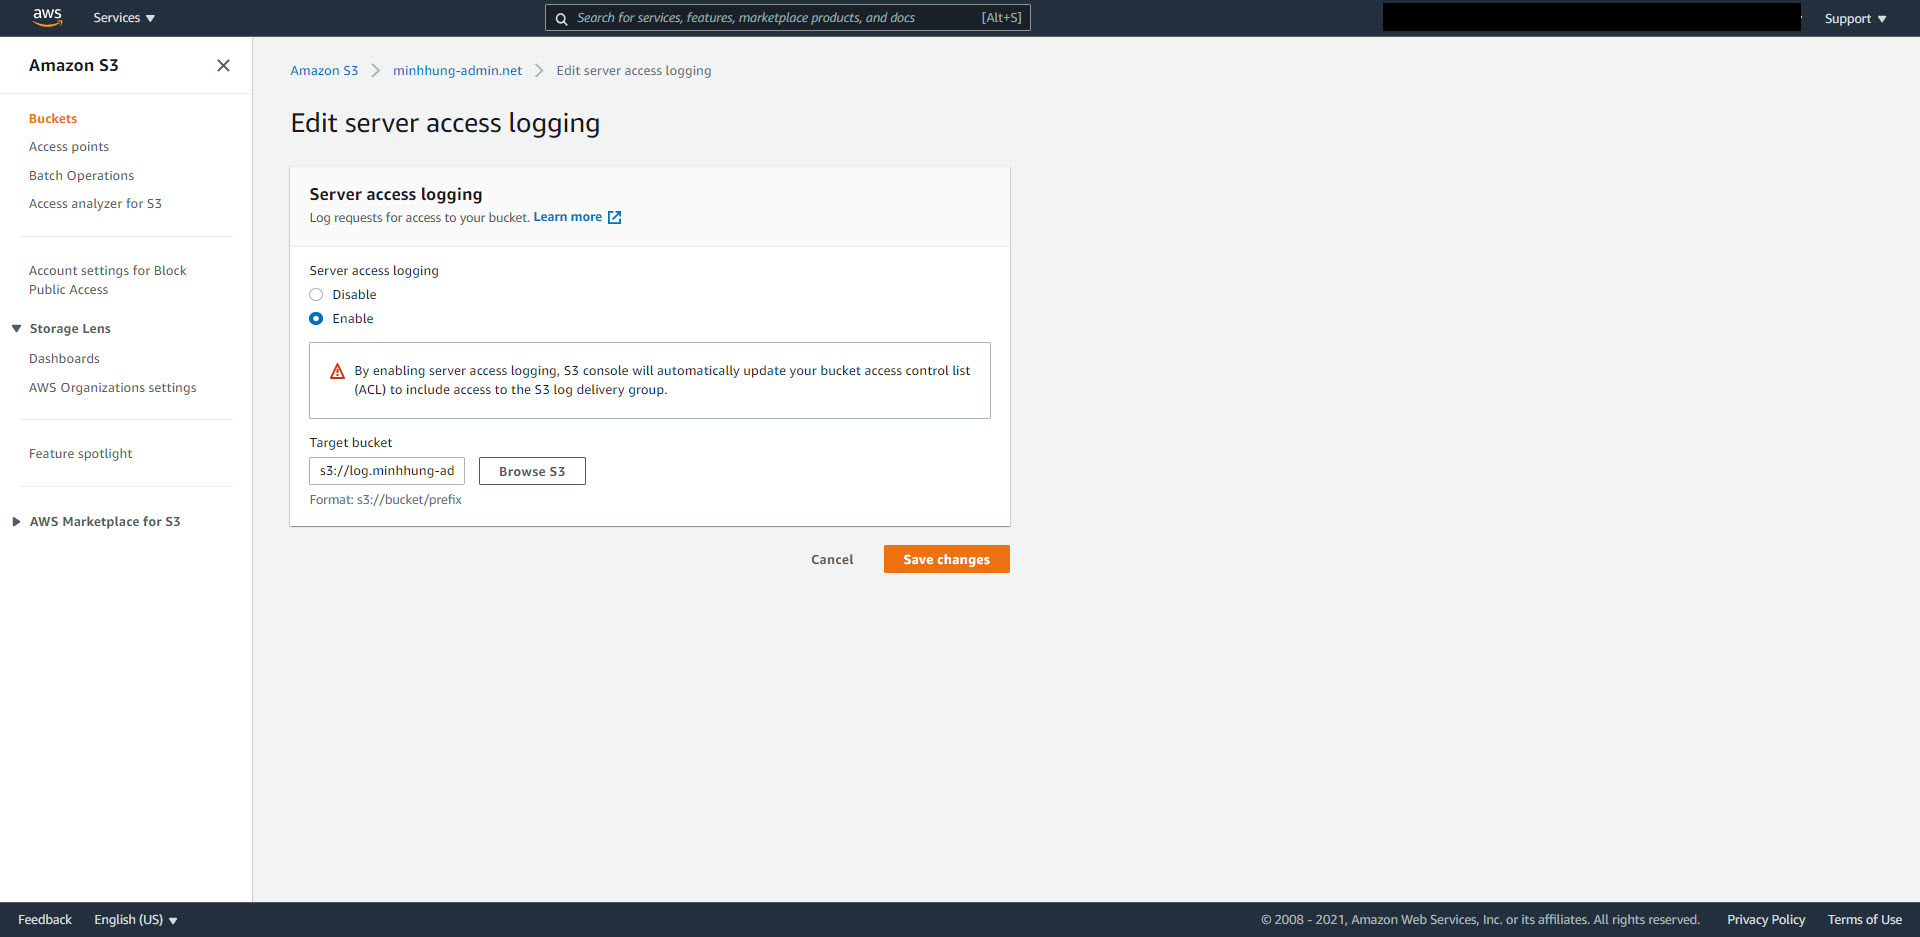 aws Services Search for services, features, marketplace products, and docs [Alt+S] Support
Amazon S3
Buckets
Access points
Batch Operations
Access analyzer for S3
Account settings for Block
Public Access
Storage Lens
Dashboards
AWS Organizations settings
Feature spotlight
AWS Marketplace for S3
Amazon S3 minhhung-admin.net Edit server access logging
Edit server access logging
Server access logging
Log requests for access to your bucket. Learn more
Server access logging
Disable
Enable
By enabling server access logging, S3 console will automatically update your bucket access control list
(ACL) to include access to the S3 log delivery group.
Target bucket
s3://log.minhhung-ad Browse S3
Format: s3://bucket/prefix
Cancel Save changes
Feedback English (US) © 2008 - 2021, Amazon Web Services, Inc. or its affiliates. All rights reserved. Privacy Policy Terms of Use